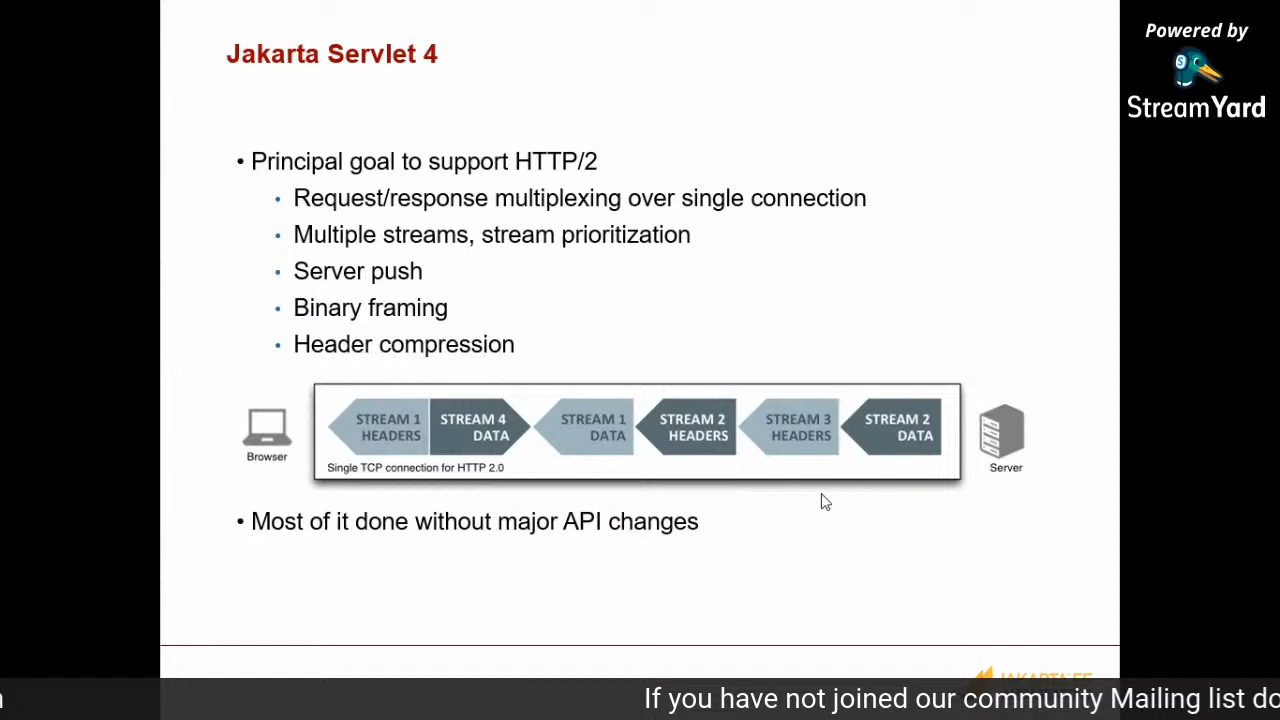 Jakarta Servlet 4
Powered by
StreamYard
• Principal goal to support HTTP/2
• Request/response multiplexing over single connection
• Multiple streams, stream prioritization
• Server push
• Binary framing
• Header compression
STREAM 1 HEADERS
STREAM 4 DATA
STREAM 1 DATA
STREAM 2 HEADERS
STREAM 3 HEADERS
STREAM 2 DATA
Browser
Single TCP connection for HTTP 2.0
Server
• Most of it done without major API changes
JAKARTA EE
If you have not joined our community Mailing list do